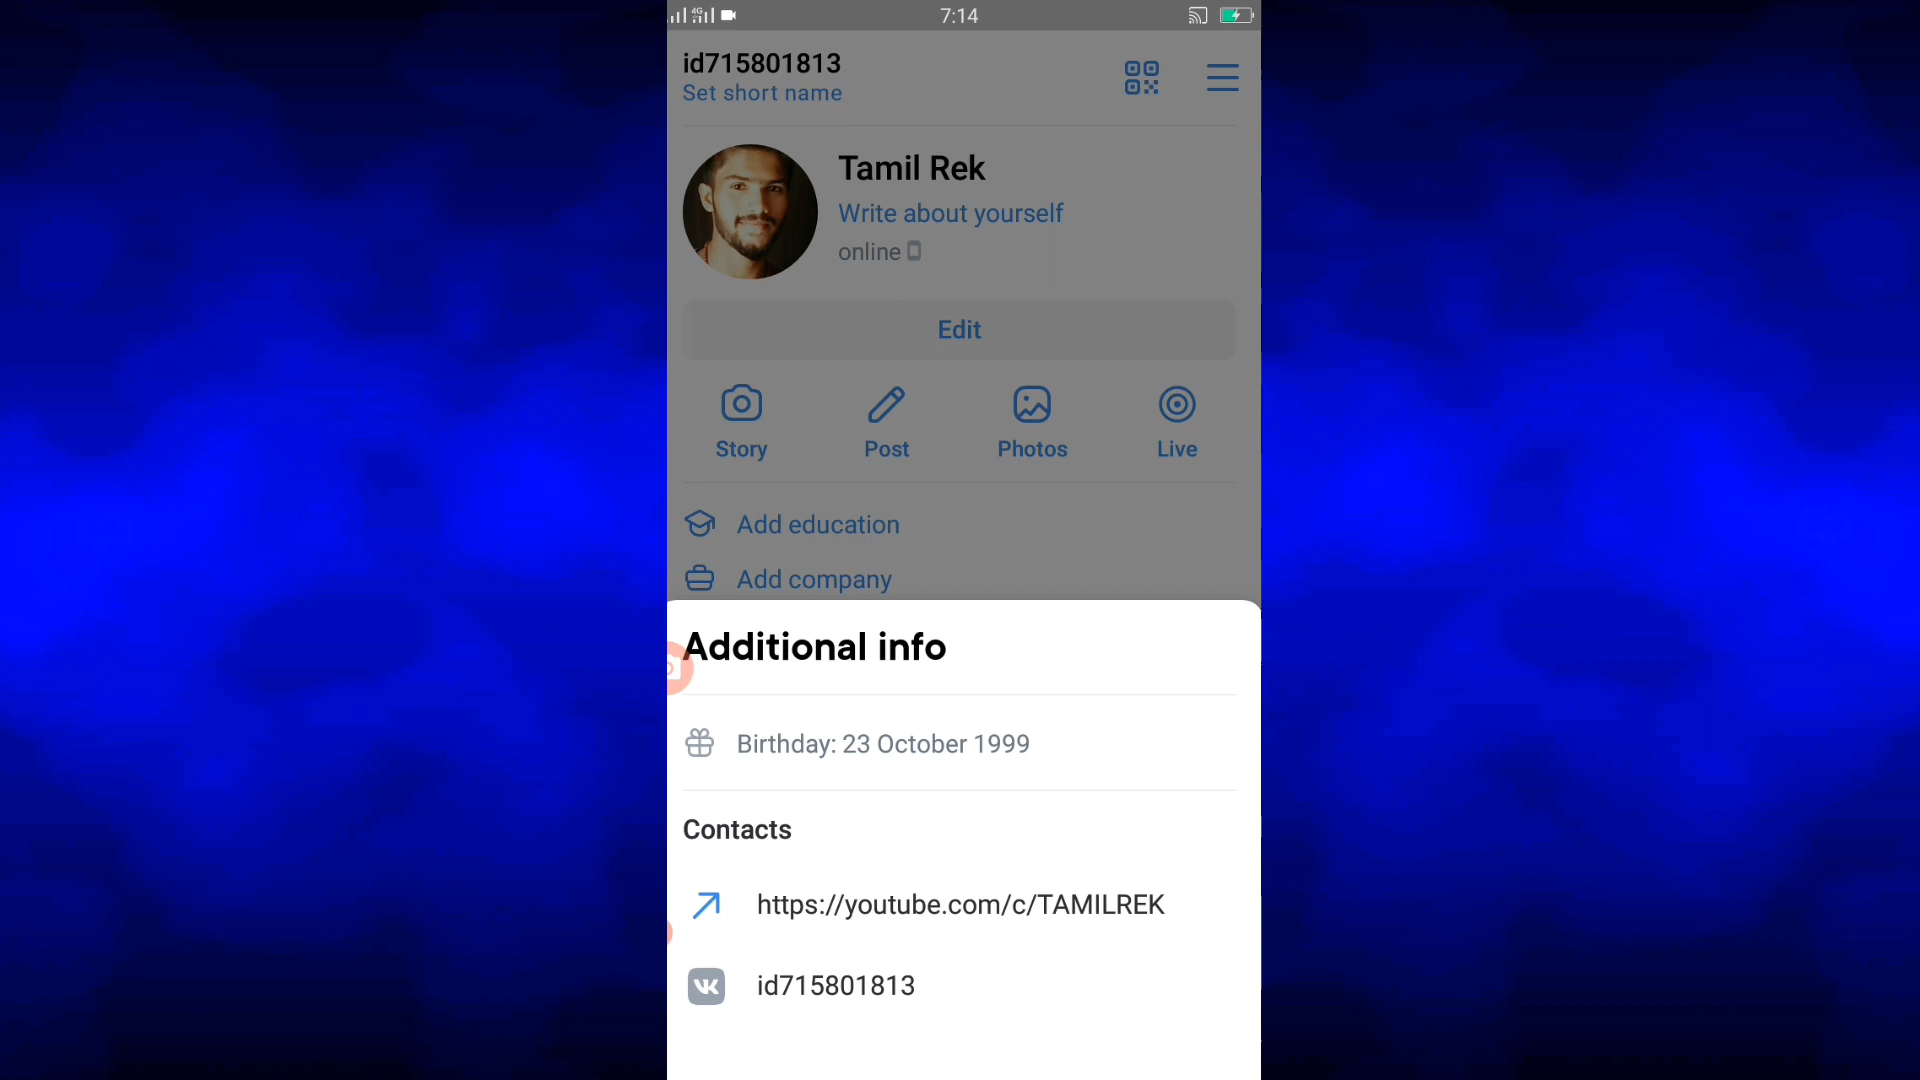 4G
7:14
id715801813
Set short name
Tamil Rek
Write about yourself
online
Edit
Story
Post
Photos
Live
Add education
Add company
Additional info
Birthday: 23 October 1999
Contacts
https://youtube.com/c/TAMILREK
id715801813